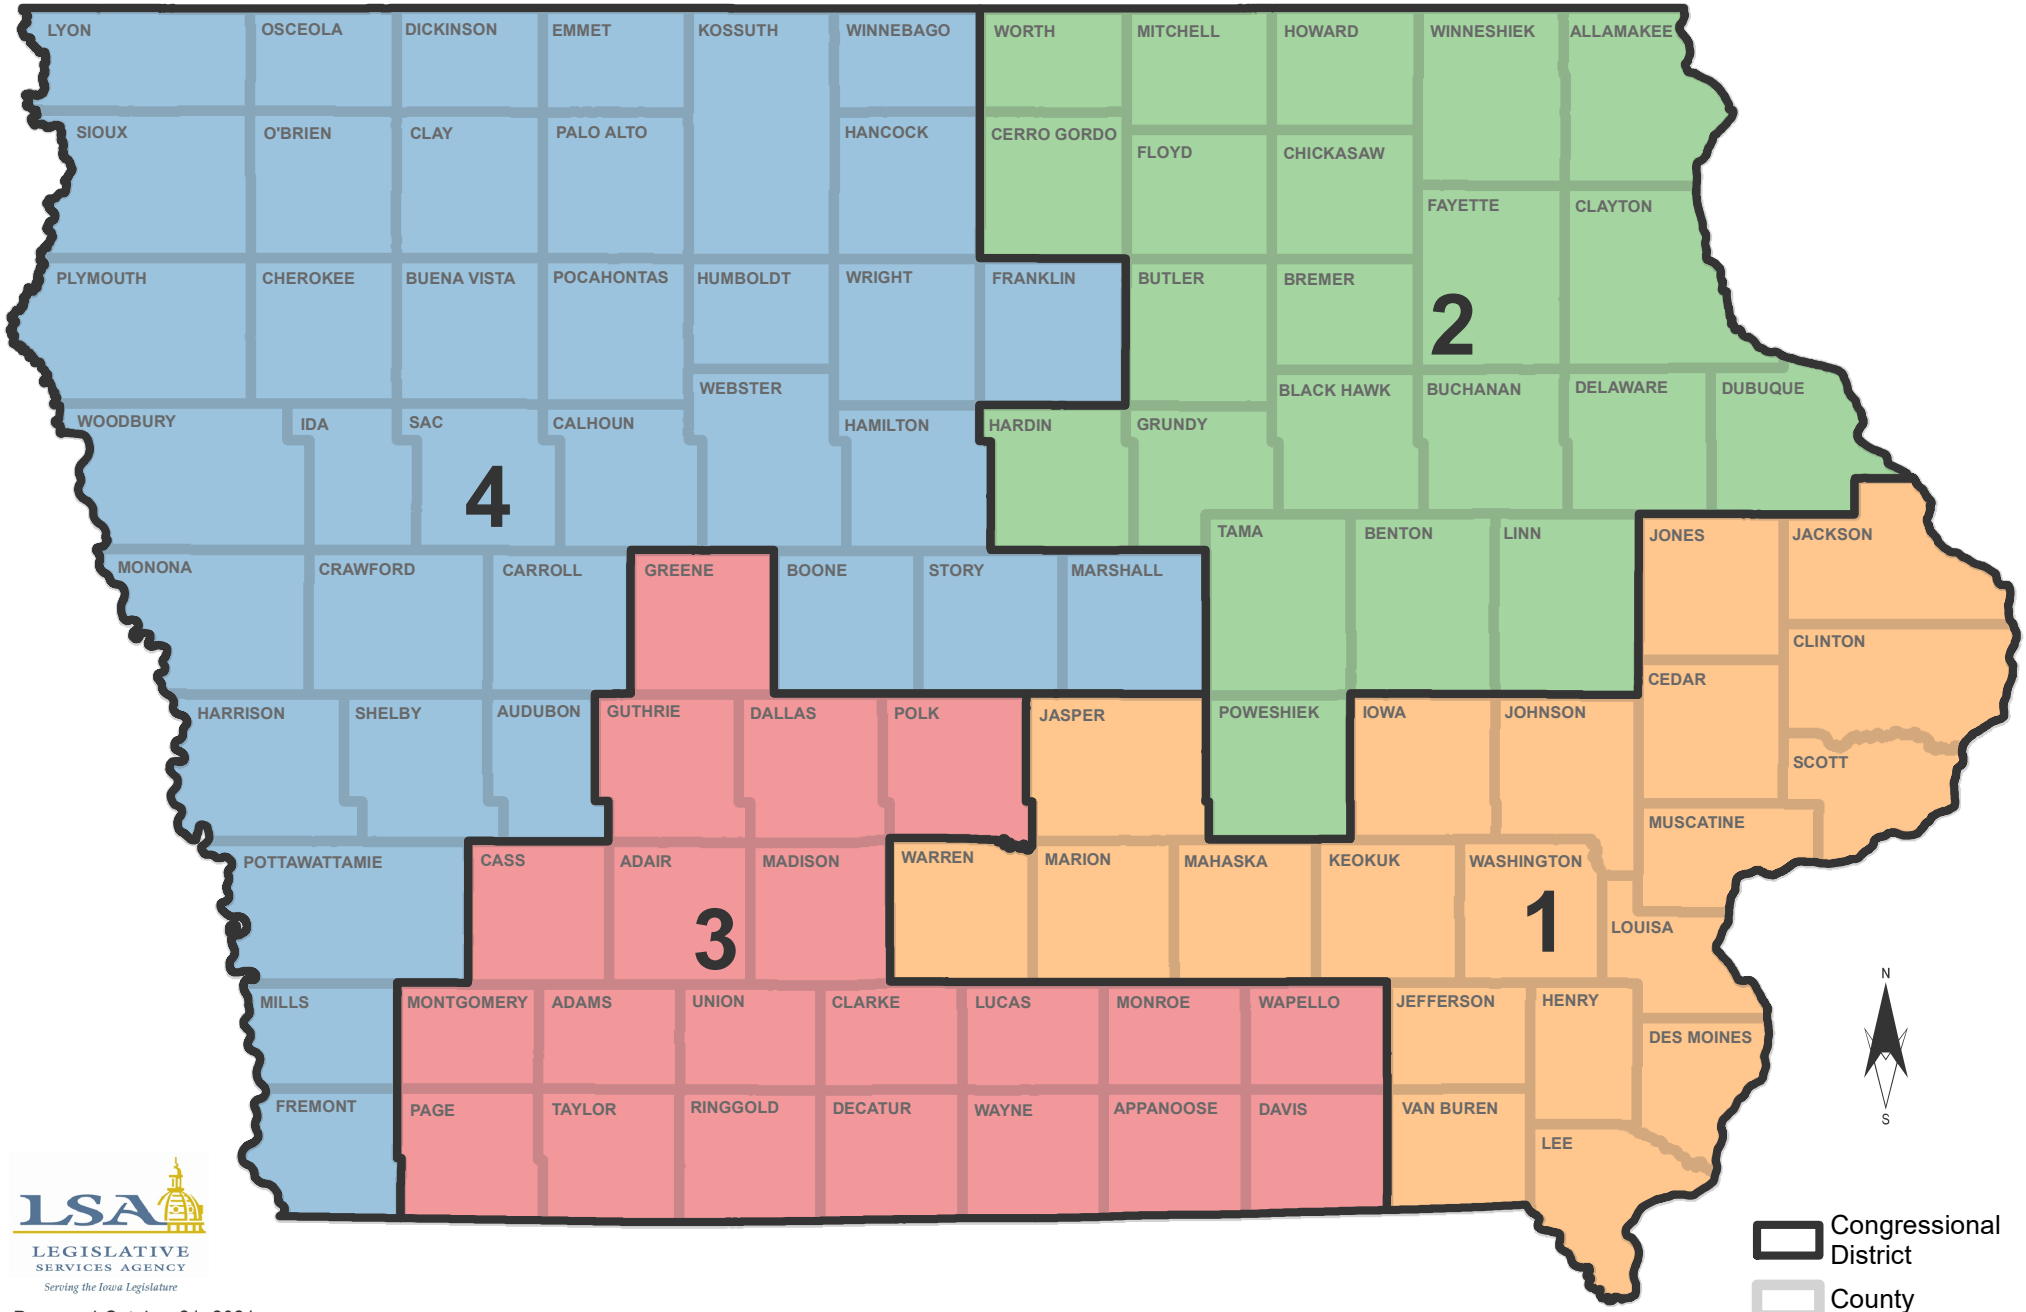 LYON OSCEOLA DICKINSON EMMET KOSSUTH WINNEBAGO WORTH MITCHELL HOWARD WINNESHIEK ALLAMAKEE
SIOUX O'BRIEN CLAY PALO ALTO HANCOCK CERRO GORDO
FLOYD CHICKASAW
FAYETTE CLAYTON
PLYMOUTH CHEROKEE BUENA VISTA POCAHONTAS HUMBOLDT WRIGHT FRANKLIN BUTLER BREMER
2
WEBSTER BLACK HAWK BUCHANAN DELAWARE DUBUQUE
WOODBURY IDA SAC CALHOUN HAMILTON HARDIN GRUNDY
4
TAMA BENTON LINN JONES JACKSON
MONONA CRAWFORD CARROLL GREENE BOONE STORY MARSHALL
CLINTON
CEDAR
HARRISON SHELBY AUDUBON GUTHRIE DALLAS POLK JASPER POWESHIEK IOWA JOHNSON
SCOTT
MUSCATINE
POTTAWATTAMIE CASS ADAIR MADISON WARREN MARION MAHASKA KEOKUK WASHINGTON
3
1
LOUISA
N
MILLS MONTGOMERY ADAMS UNION CLARKE LUCAS MONROE WAPELLO JEFFERSON HENRY
DES MOINES
FREMONT PAGE TAYLOR RINGGOLD DECATUR WAYNE APPANOOSE DAVIS VAN BUREN
S
LEE
LSA
LEGISLATIVE
SERVICES AGENCY
Serving the Iowa Legislature
Congressional
District
County